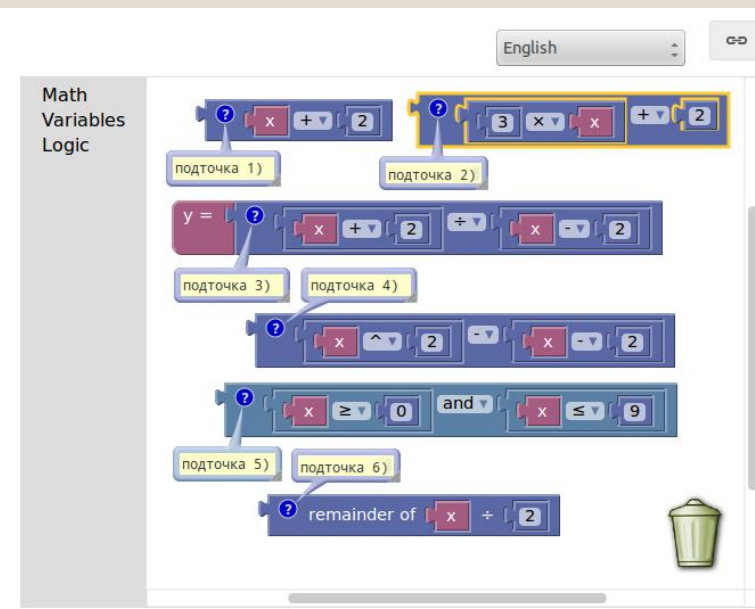 English
Math
Variables
Logic
? x + 2
? 3 × x + 2
подточка 1)
подточка 2)
y = ? x + 2 ÷ x - 2
подточка 3)
подточка 4)
? x ^ 2 - x - 2
? x ≥ 0 and x ≤ 9
подточка 5)
подточка 6)
? remainder of x ÷ 2